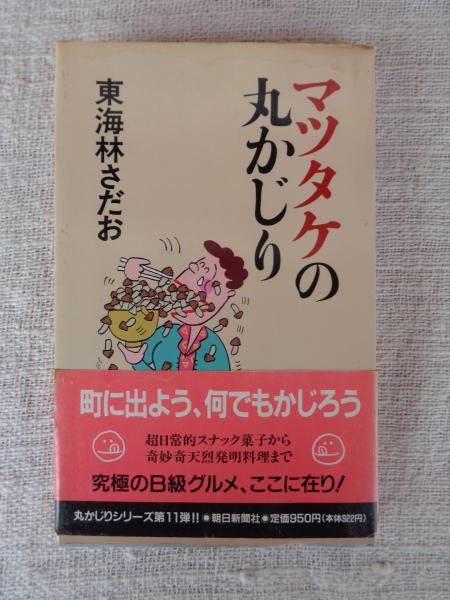 マツタケの
丸かじり
東海林さだお
町に出よう、何でもかじろう
超日常的スナック菓子から
奇妙奇天烈発明料理まで
究極のB級グルメ、ここに在り!
丸かじりシリーズ第11弾!!●朝日新聞社●定価950円(本体922円)